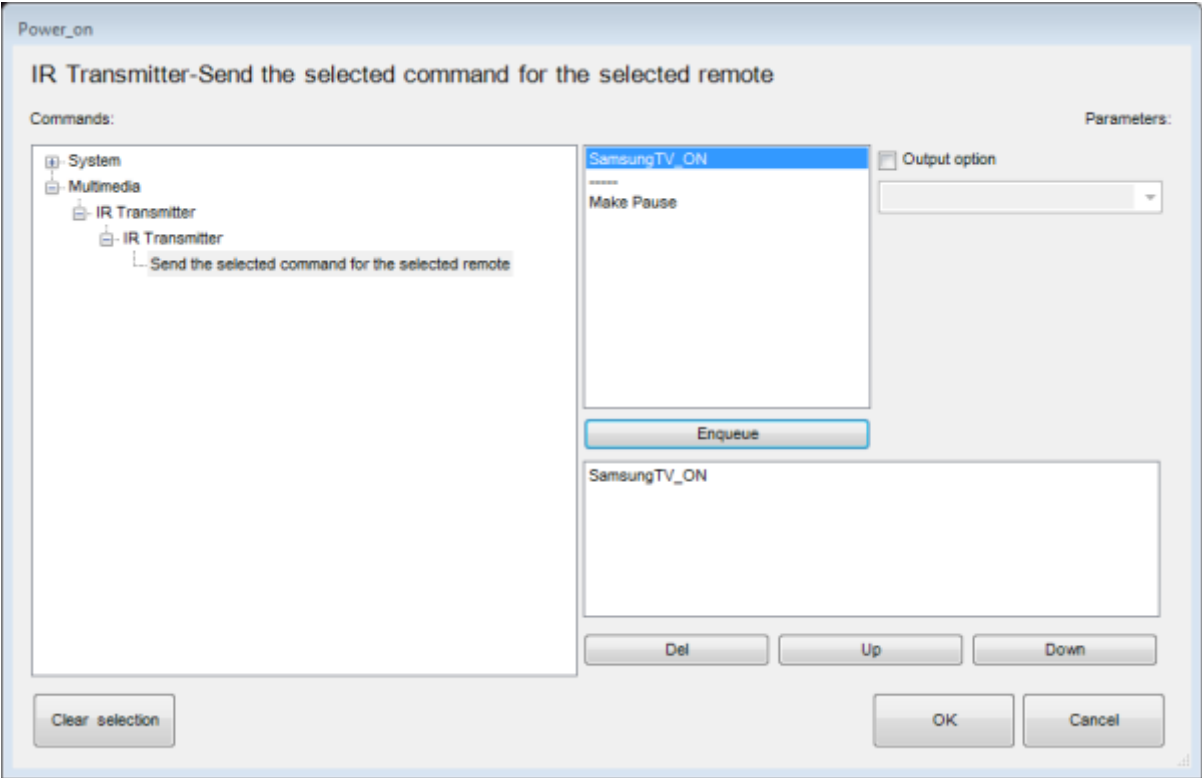 Power_on
IR Transmitter-Send the selected command for the selected remote
Commands:
Parameters:
System
Multimedia
IR Transmitter
IR Transmitter
Send the selected command for the selected remote
SamsungTV_ON
-----
Make Pause
Output option
Enqueue
SamsungTV_ON
Del
Up
Down
Clear selection
OK
Cancel